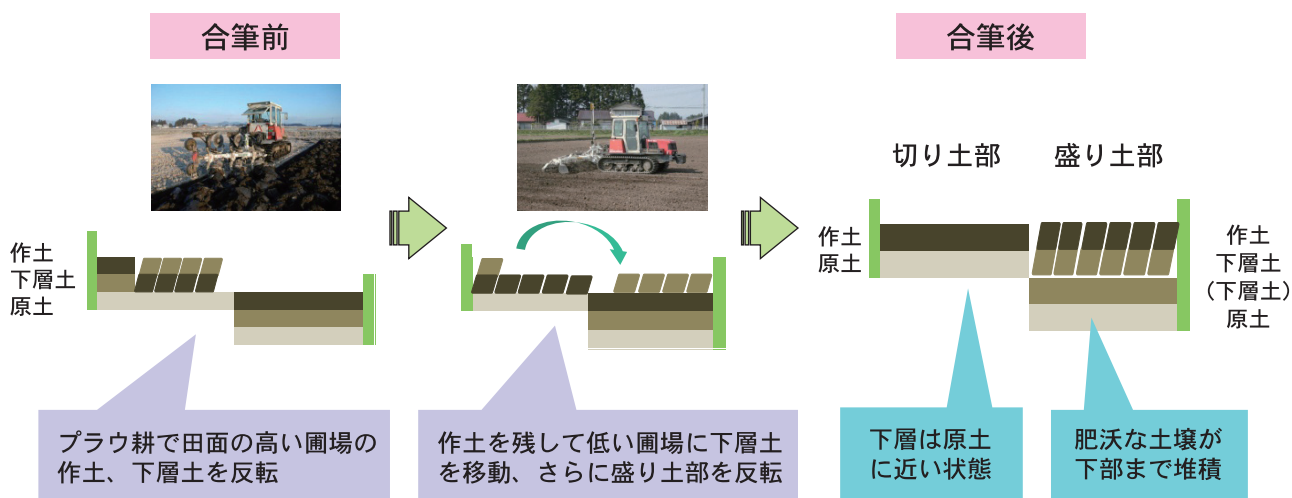 合筆前
合筆後
切り土部
盛り土部
作土
下層土
原土
作土
原土
作土
下層土
(下層土)
原土
プラウ耕で田面の高い圃場の
作土、下層土を反転
作土を残して低い圃場に下層土
を移動、さらに盛り土部を反転
下層は原土
に近い状態
肥沃な土壌が
下部まで堆積